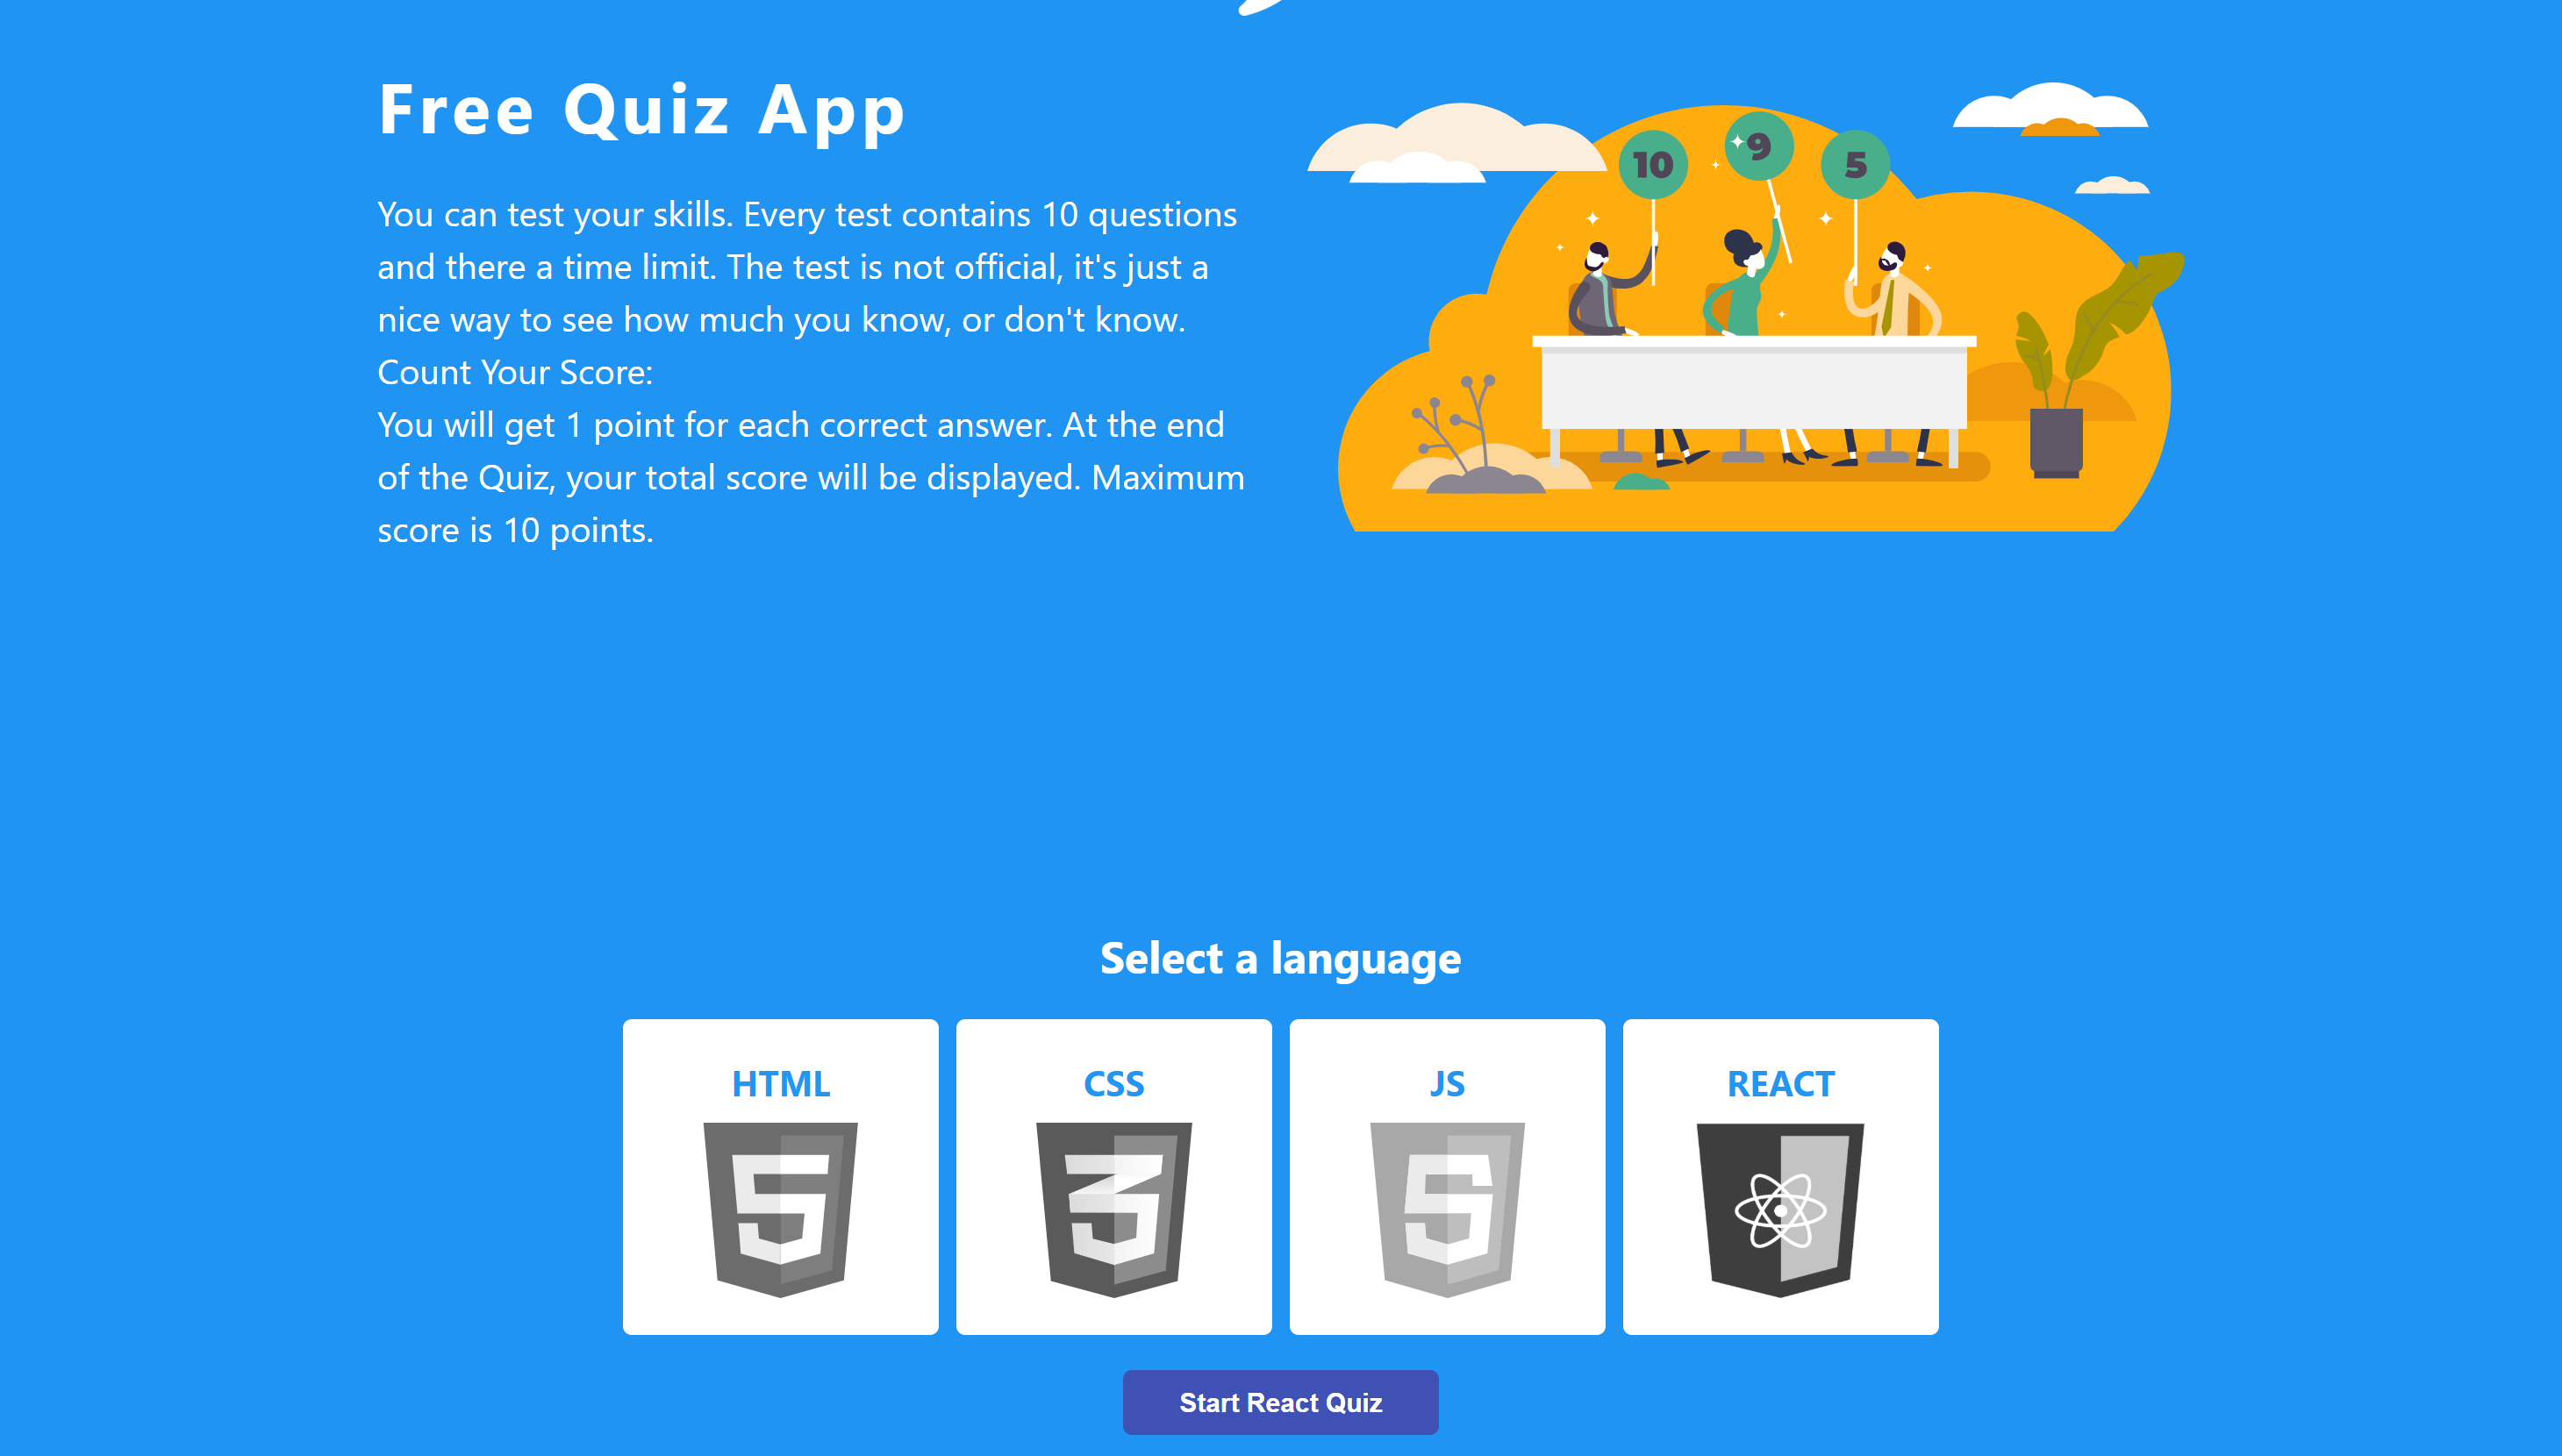 Free Quiz App
You can test your skills. Every test contains 10 questions
and there a time limit. The test is not official, it's just a
nice way to see how much you know, or don't know.
Count Your Score:
You will get 1 point for each correct answer. At the end
of the Quiz, your total score will be displayed. Maximum
score is 10 points.
10 9 5
Select a language
HTML CSS JS REACT
Start React Quiz